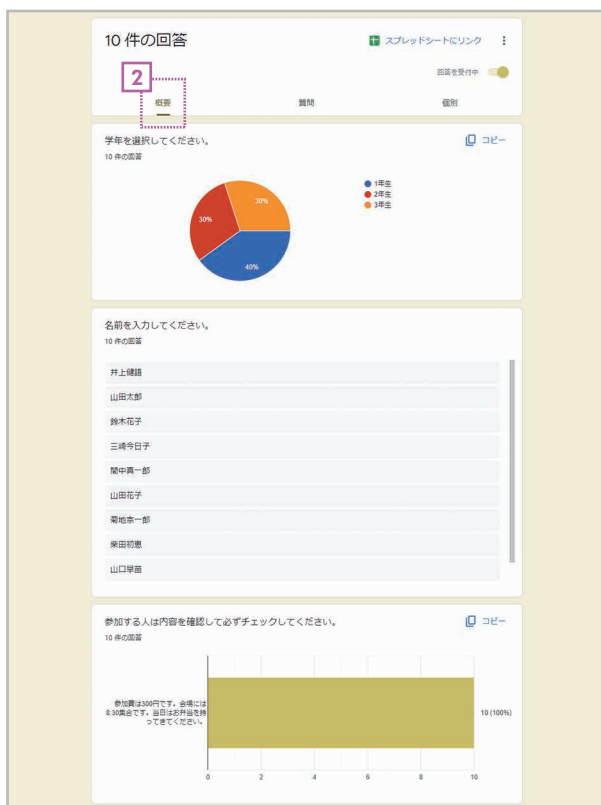 10 件の回答
スプレッドシートにリンク
回答を受付中
2
概要
質問
個別
学年を選択してください。
コピー
10 件の回答
30%
30%
40%
1年生
2年生
3年生
名前を入力してください。
10 件の回答
井上健語
山田太郎
鈴木花子
三崎今日子
間中真一郎
山田花子
菊地宗一郎
柴田初恵
山口早苗
参加する人は内容を確認して必ずチェックしてください。
コピー
10 件の回答
参加費は300円です。会場には
8:30集合です。当日はお弁当を持
ってきてください。
10 (100%)
0 2 4 6 8 10